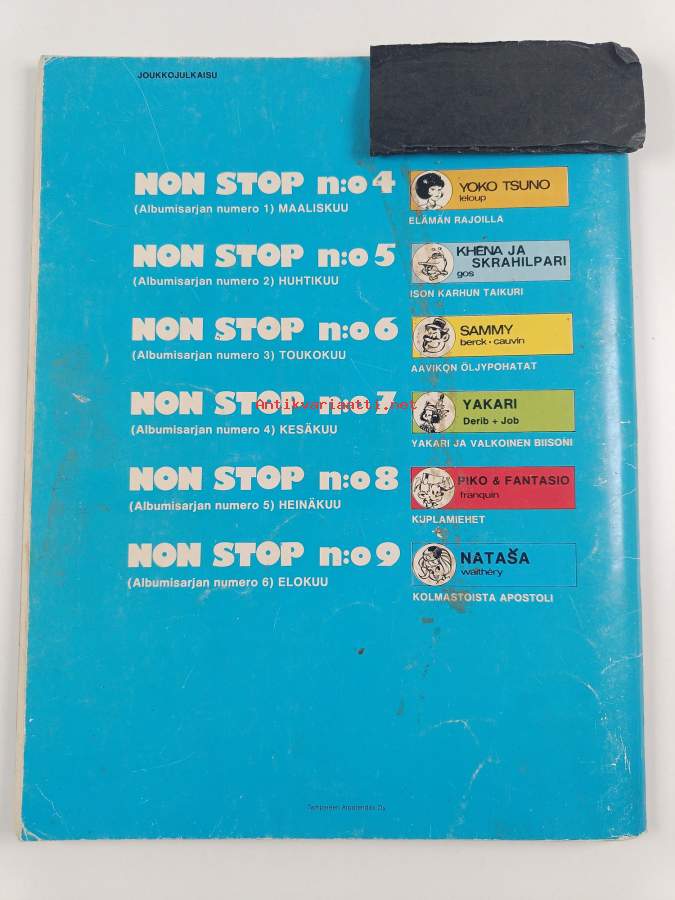 JOUKKOJULKAISU
NON STOP n:o 4
(Albumisarjan numero 1) MAALISKUU
YOKO TSUNO
leloup
ELÄMÄN RAJOILLA
NON STOP n:o 5
(Albumisarjan numero 2) HUHTIKUU
KHENA JA
SKRAHILPARI
gos
ISON KARHUN TAIKURI
NON STOP n:o 6
(Albumisarjan numero 3) TOUKOKUU
SAMMY
berck • cauvin
AAVIKON ÖLJYPOHATAT
NON STOP n:o 7
Antikvariaatti.net
(Albumisarjan numero 4) KESÄKUU
YAKARI
Derib + Job
YAKARI JA VALKOINEN BIISONI
NON STOP n:o 8
(Albumisarjan numero 5) HEINÄKUU
PIKO & FANTASIO
franquin
KUPLAMIEHET
NON STOP n:o 9
(Albumisarjan numero 6) ELOKUU
NATAŠA
walthéry
KOLMASTOISTA APOSTOLI
Tampereen Oy